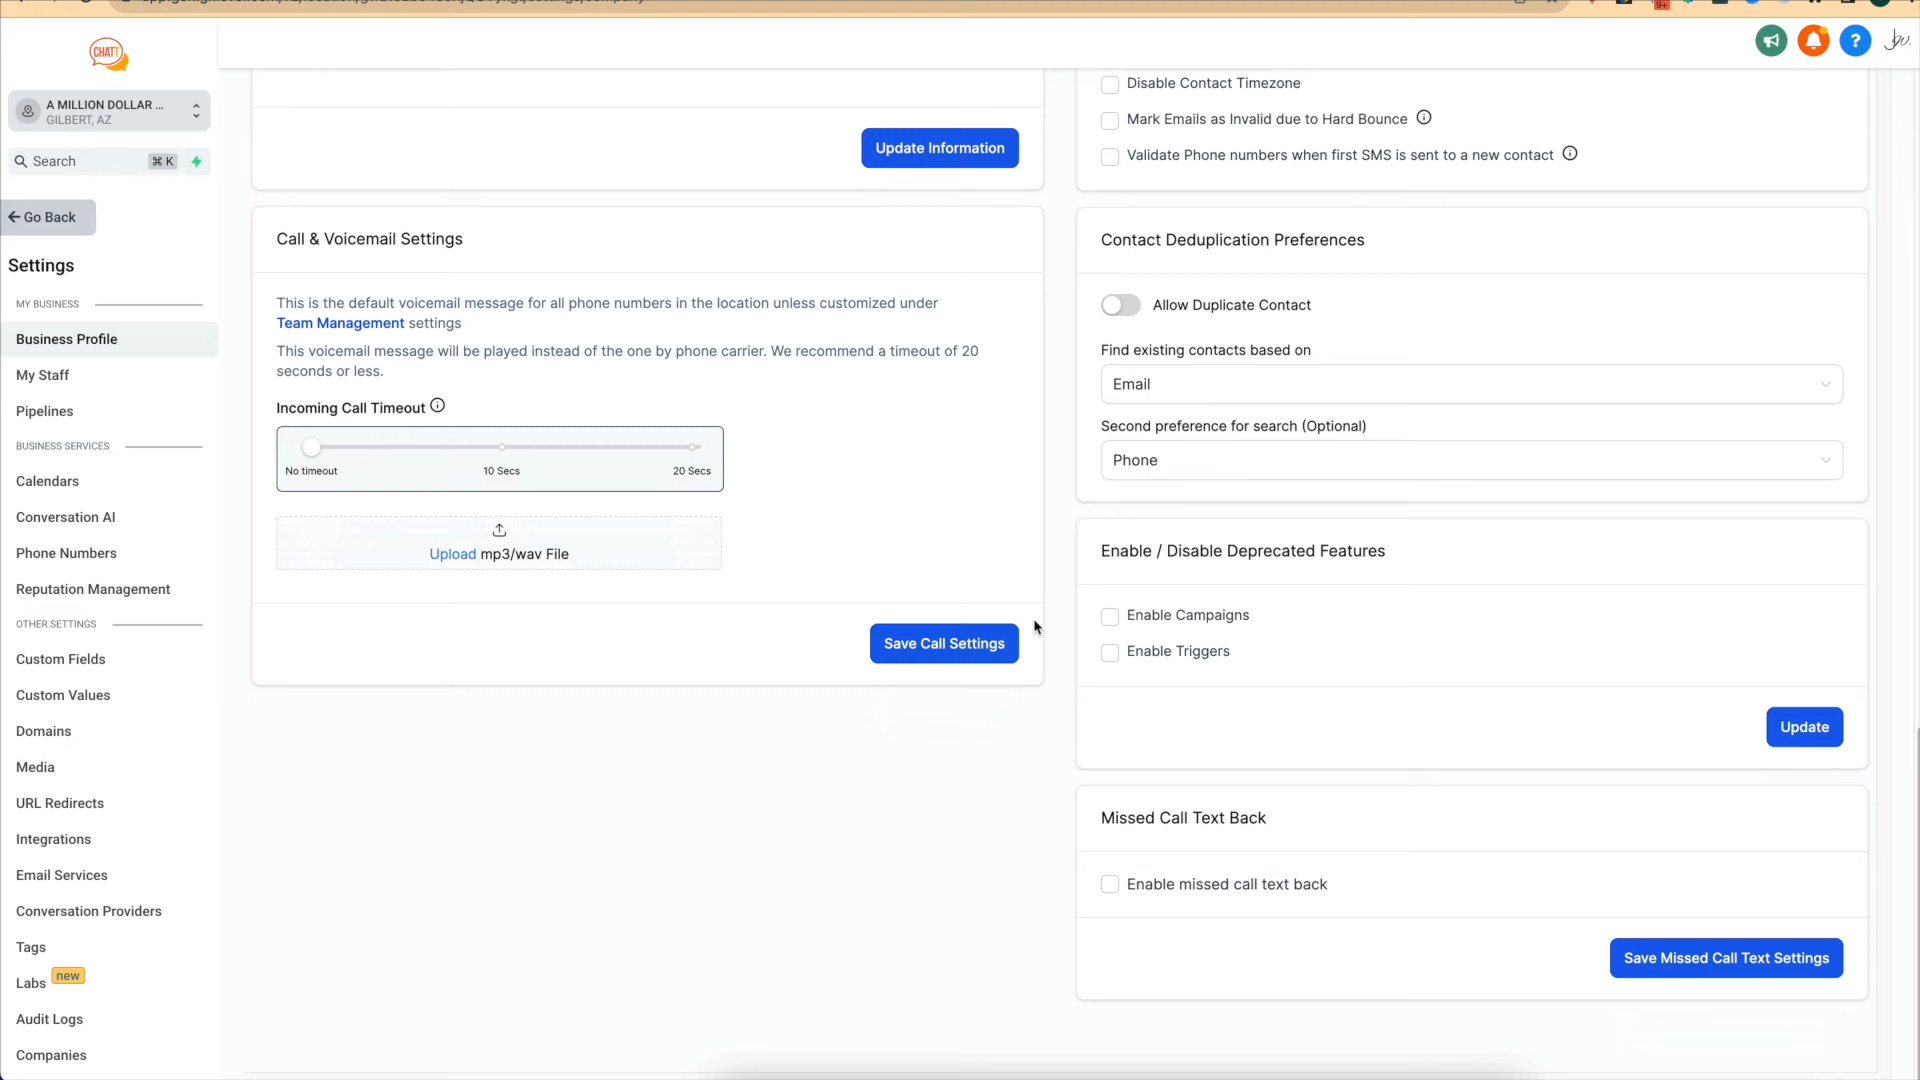 CHATT
A MILLION DOLLAR ...
GILBERT, AZ
Search
⌘ K
Go Back
Settings
MY BUSINESS
Business Profile
My Staff
Pipelines
BUSINESS SERVICES
Calendars
Conversation AI
Phone Numbers
Reputation Management
OTHER SETTINGS
Custom Fields
Custom Values
Domains
Media
URL Redirects
Integrations
Email Services
Conversation Providers
Tags
Labs new
Audit Logs
Companies
Update Information
Call & Voicemail Settings
This is the default voicemail message for all phone numbers in the location unless customized under
Team Management settings
This voicemail message will be played instead of the one by phone carrier. We recommend a timeout of 20
seconds or less.
Incoming Call Timeout
No timeout 10 Secs 20 Secs
Upload mp3/wav File
Save Call Settings
9+
?
Disable Contact Timezone
Mark Emails as Invalid due to Hard Bounce
Validate Phone numbers when first SMS is sent to a new contact
Contact Deduplication Preferences
Allow Duplicate Contact
Find existing contacts based on
Email
Second preference for search (Optional)
Phone
Enable / Disable Deprecated Features
Enable Campaigns
Enable Triggers
Update
Missed Call Text Back
Enable missed call text back
Save Missed Call Text Settings